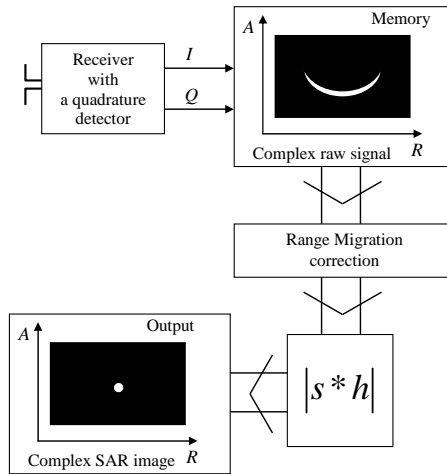 Memory
A
Receiver
with
a quadrature
detector
I
Q
R
Complex raw signal
Range Migration
correction
Output
A
|s * h|
R
Complex SAR image